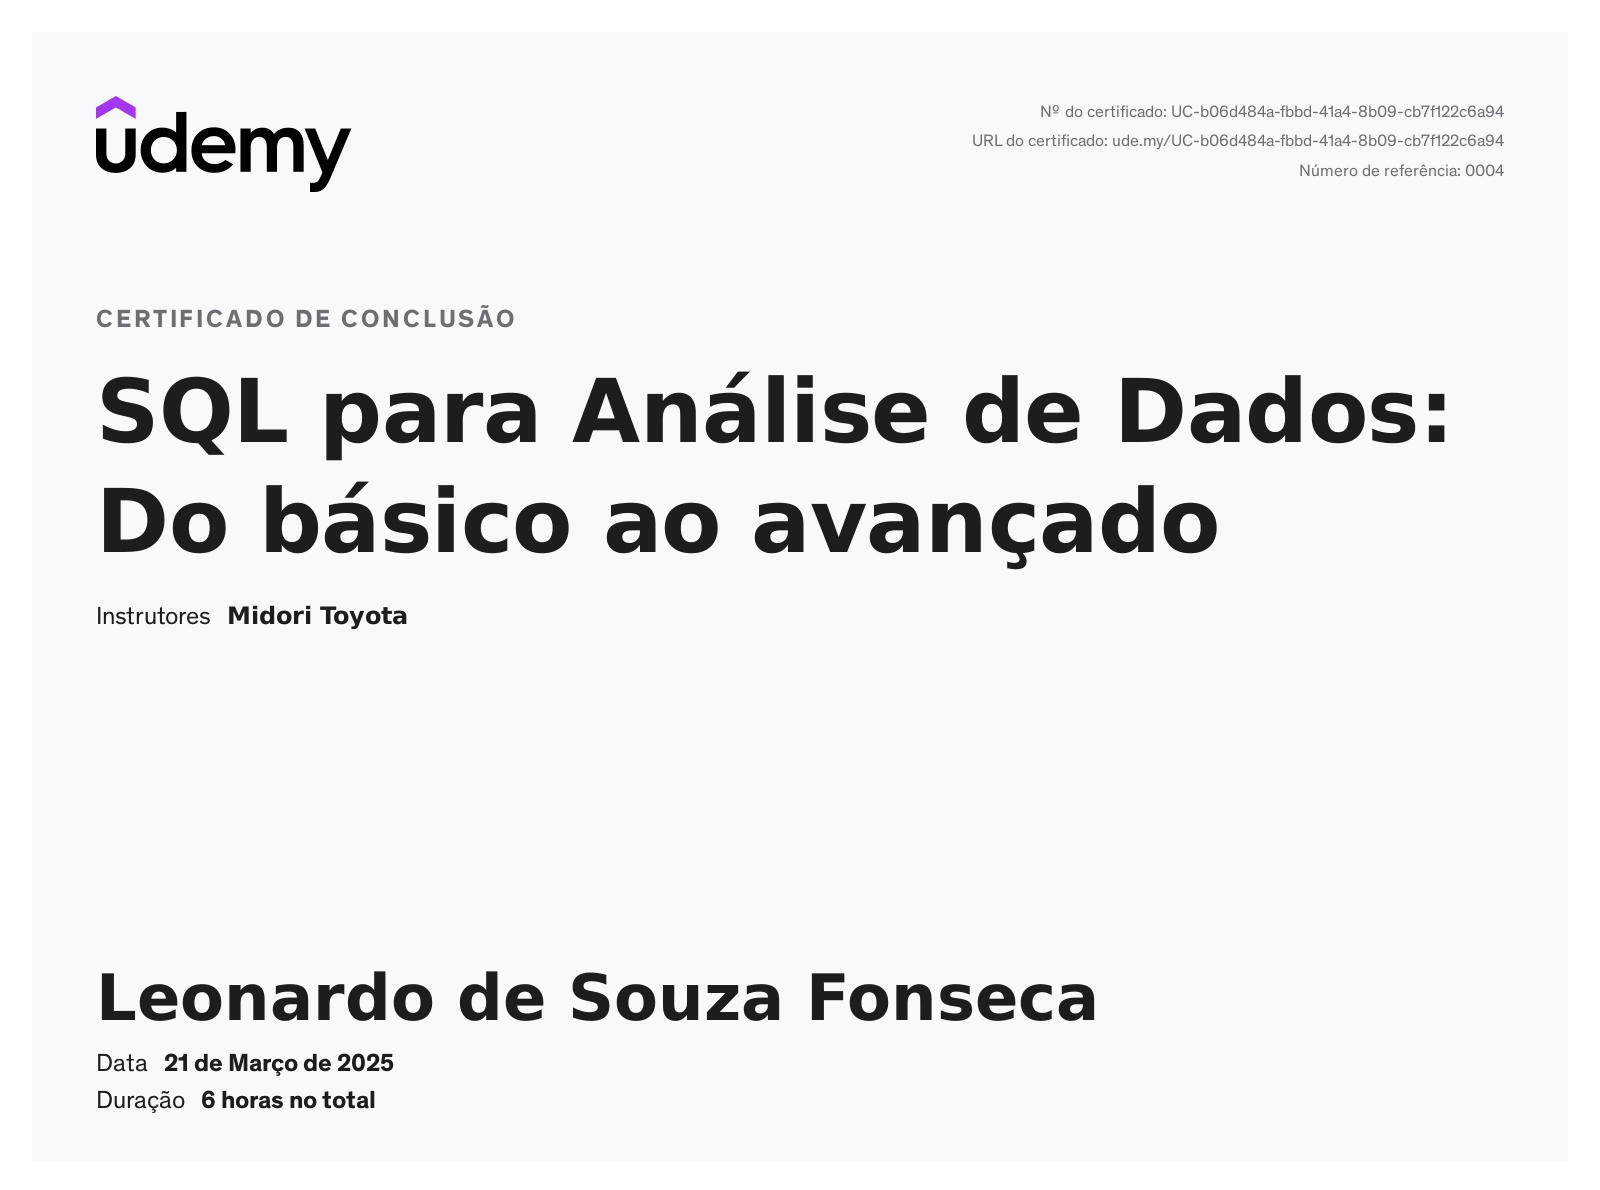 udemy
Nº do certificado: UC-b06d484a-fbbd-41a4-8b09-cb7f122c6a94
URL do certificado: ude.my/UC-b06d484a-fbbd-41a4-8b09-cb7f122c6a94
Número de referência: 0004
CERTIFICADO DE CONCLUSÃO
SQL para Análise de Dados:
Do básico ao avançado
Instrutores Midori Toyota
Leonardo de Souza Fonseca
Data 21 de Março de 2025
Duração 6 horas no total